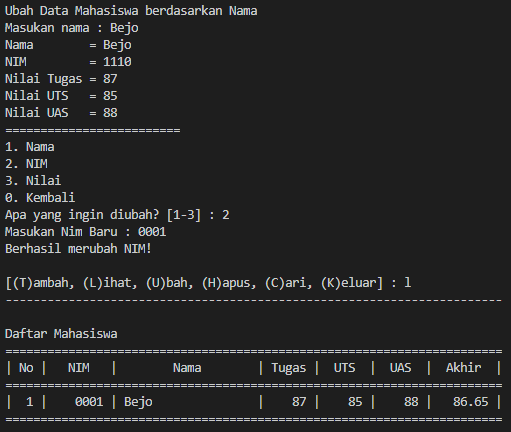 Ubah Data Mahasiswa berdasarkan Nama
Masukan nama : Bejo
Nama        = Bejo
NIM         = 1110
Nilai Tugas = 87
Nilai UTS   = 85
Nilai UAS   = 88
=========================
1. Nama
2. NIM
3. Nilai
0. Kembali
Apa yang ingin diubah? [1-3] : 2
Masukan Nim Baru : 0001
Berhasil merubah NIM!
[(T)ambah, (L)ihat, (U)bah, (H)apus, (C)ari, (K)eluar] : l
-----------------------------------------------------------------------
Daftar Mahasiswa
=======================================================================
| No |   NIM   |        Nama        | Tugas |  UTS  |  UAS  |  Akhir  |
=======================================================================
|  1 |    0001 | Bejo               |    87 |    85 |    88 |   86.65 |
=======================================================================